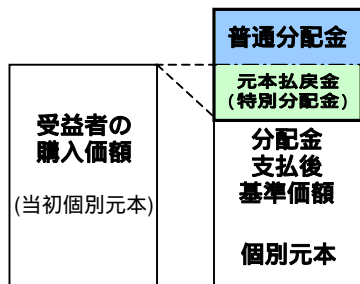 普通分配金
元本払戻金
(特別分配金)
受益者の
購入価額
(当初個別元本)
分配金
支払後
基準価額
個別元本